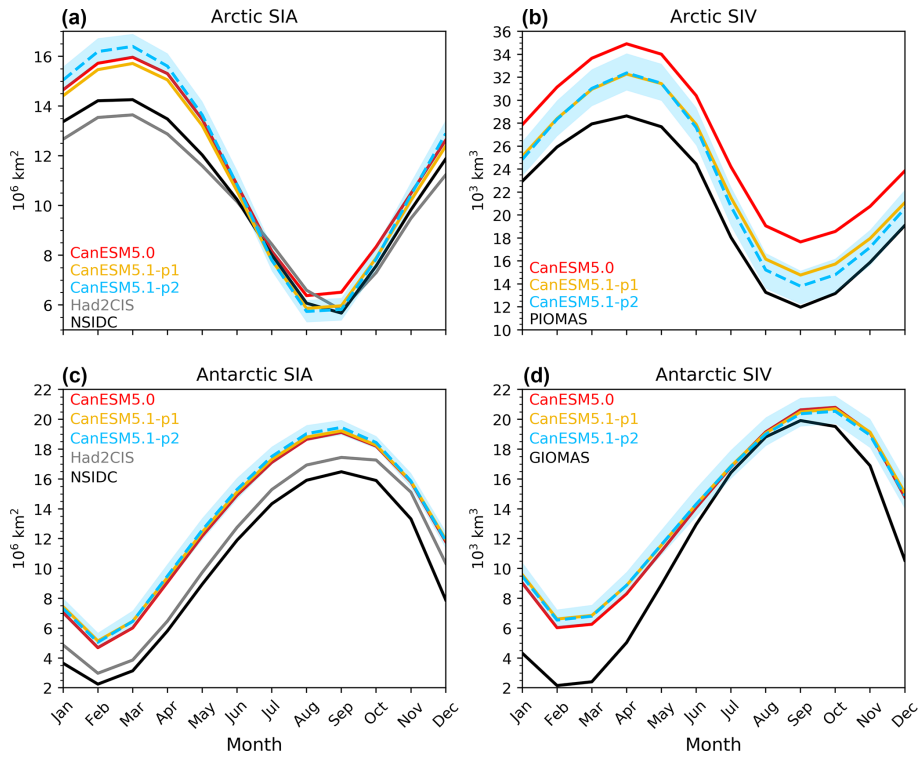 (a) Arctic SIA
16
14
12
10
8
6
10⁶ km²
CanESM5.0
CanESM5.1-p1
CanESM5.1-p2
Had2CIS
NSIDC
(b) Arctic SIV
36
34
32
30
28
26
24
22
20
18
16
14
12
10
10³ km³
CanESM5.0
CanESM5.1-p1
CanESM5.1-p2
PIOMAS
(c) Antarctic SIA
22
20
18
16
14
12
10
8
6
4
2
10⁶ km²
CanESM5.0
CanESM5.1-p1
CanESM5.1-p2
Had2CIS
NSIDC
Jan Feb Mar Apr May Jun Jul Aug Sep Oct Nov Dec
Month
(d) Antarctic SIV
22
20
18
16
14
12
10
8
6
4
2
10³ km³
CanESM5.0
CanESM5.1-p1
CanESM5.1-p2
GIOMAS
Jan Feb Mar Apr May Jun Jul Aug Sep Oct Nov Dec
Month